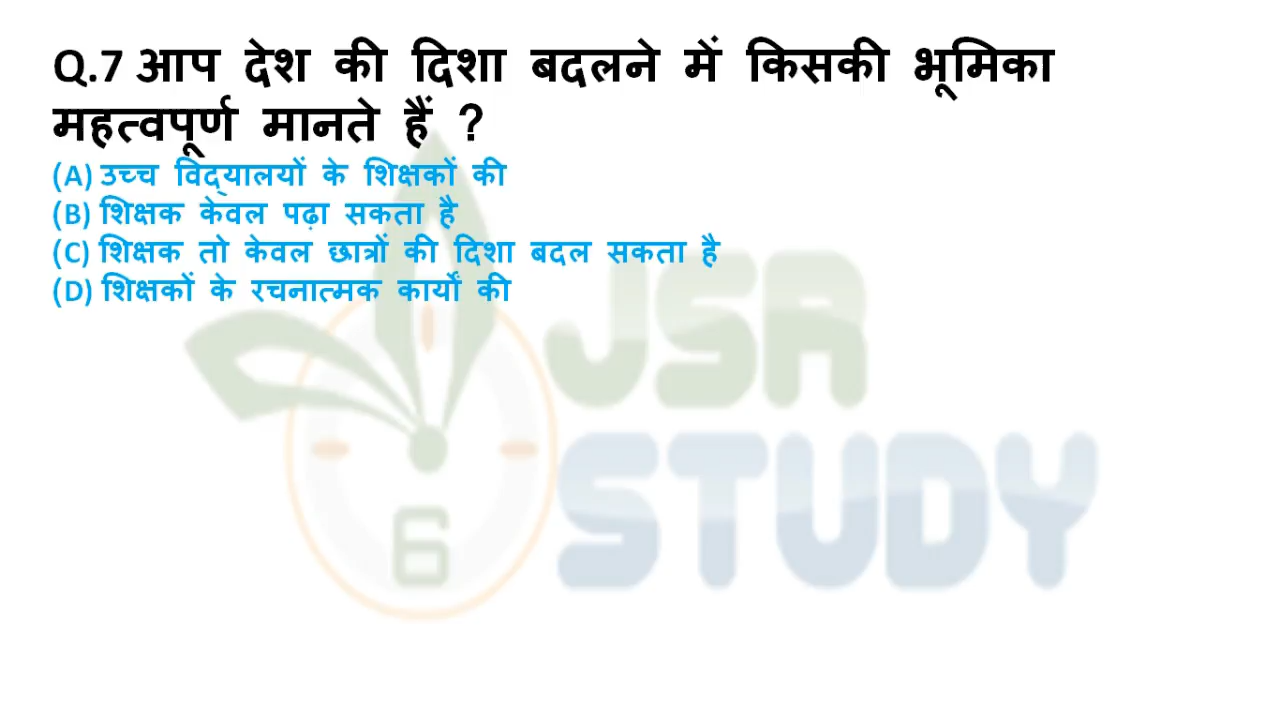 Q.7 आप देश की दिशा बदलने में किसकी भूमिका
महत्वपूर्ण मानते हैं ?
(A) उच्च विद्यालयों के शिक्षकों की
(B) शिक्षक केवल पढ़ा सकता है
(C) शिक्षक तो केवल छात्रों की दिशा बदल सकता है
(D) शिक्षकों के रचनात्मक कार्यों की
JSR
STUDY
6